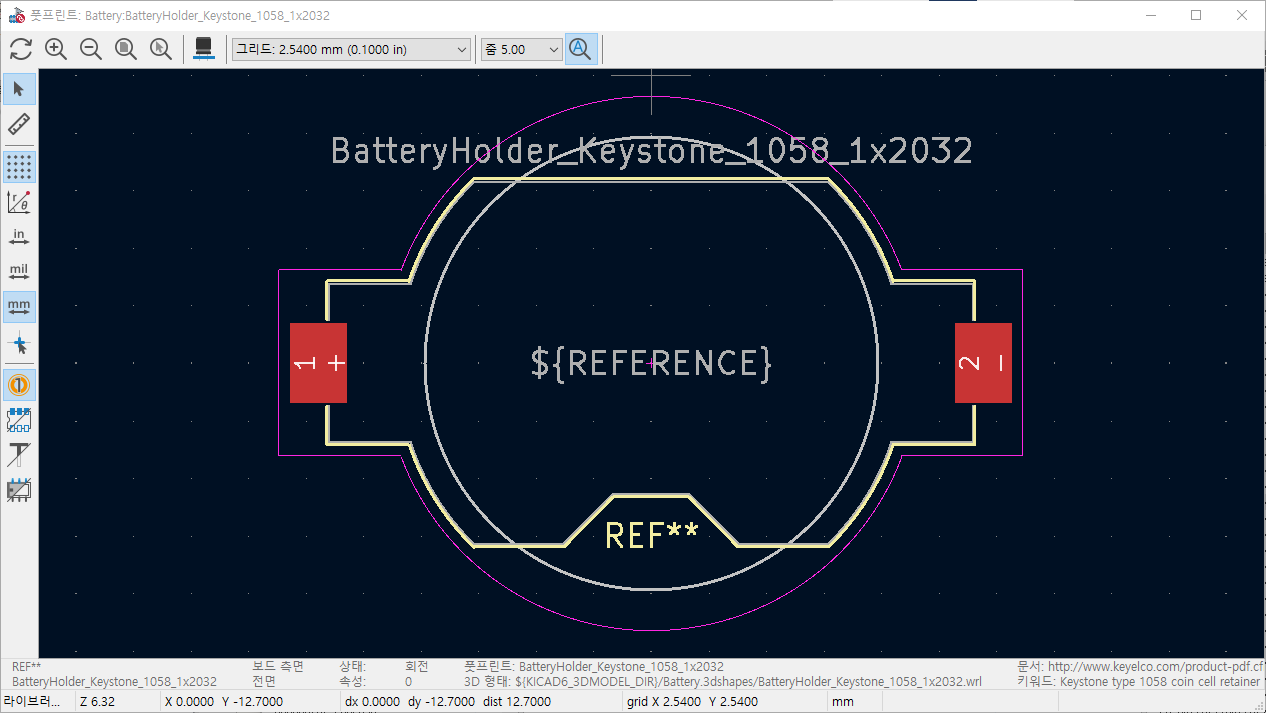 풋프린트: Battery:BatteryHolder_Keystone_1058_1x2032
그리드: 2.5400 mm (0.1000 in)
줌 5.00
A
r
θ
in
mil
mm
BatteryHolder_Keystone_1058_1x2032
1
+
${REFERENCE}
2
-
REF**
REF**
보드 측면
상태:
회전
풋프린트: BatteryHolder_Keystone_1058_1x2032
문서: http://www.keyelco.com/product-pdf.cf
BatteryHolder_Keystone_1058_1x2032
전면
속성:
0
3D 형태: ${KICAD6_3DMODEL_DIR}/Battery.3dshapes/BatteryHolder_Keystone_1058_1x2032.wrl
키워드: Keystone type 1058 coin cell retainer
라이브러...
Z 6.32
X 0.0000 Y -12.7000
dx 0.0000 dy -12.7000 dist 12.7000
grid X 2.5400 Y 2.5400
mm